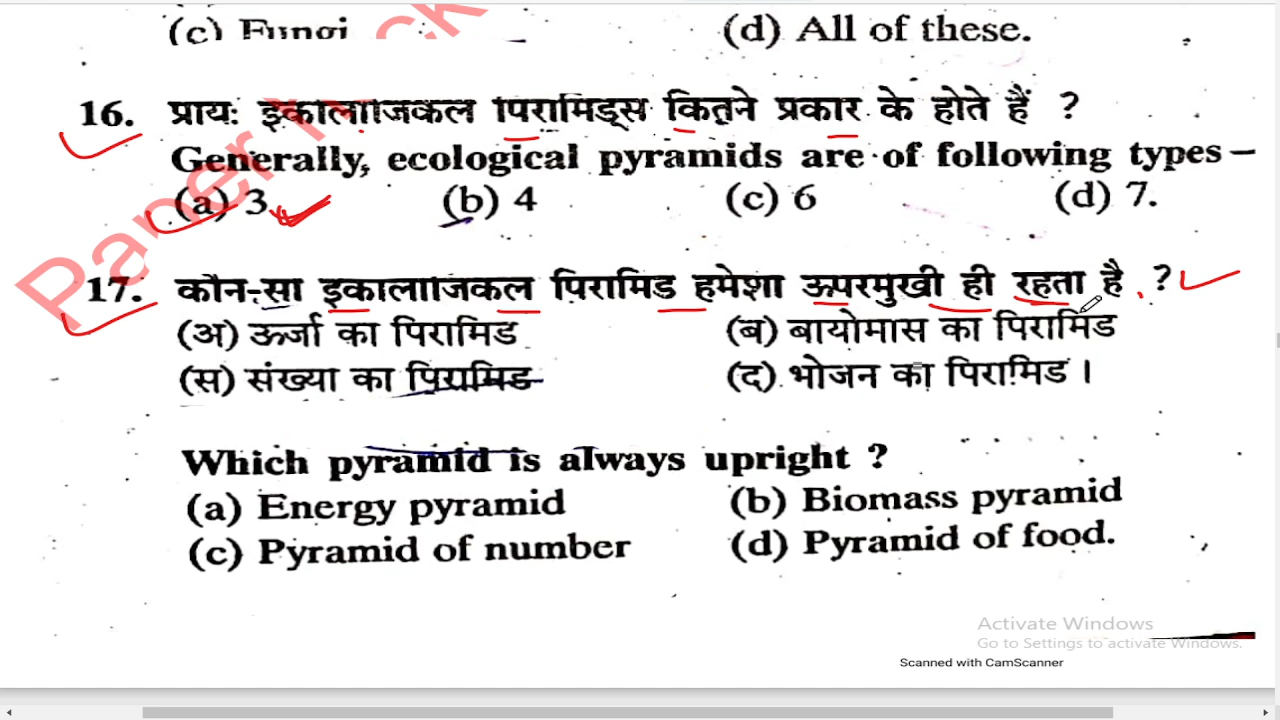 (c) Fungi (d) All of these.
16. प्रायः इकालाजिकल पिरामिड्स कितने प्रकार के होते हैं ?
Generally, ecological pyramids are of following types–
(a) 3 (b) 4 (c) 6 (d) 7.
17. कौन-सा इकालाजिकल पिरामिड हमेशा ऊपरमुखी ही रहता है ?
(अ) ऊर्जा का पिरामिड (ब) बायोमास का पिरामिड
(स) संख्या का पिरामिड (द) भोजन का पिरामिड।
Which pyramid is always upright ?
(a) Energy pyramid (b) Biomass pyramid
(c) Pyramid of number (d) Pyramid of food.
Activate Windows
Go to Settings to activate Windows.
Scanned with CamScanner